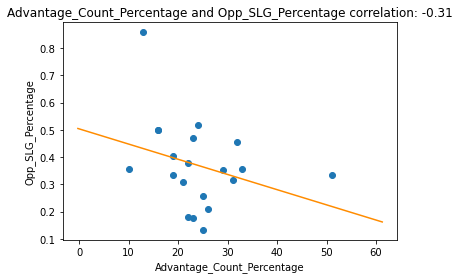 Advantage_Count_Percentage and Opp_SLG_Percentage correlation: -0.31
0.8
0.7
0.6
0.5
0.4
0.3
0.2
0.1
Opp_SLG_Percentage
0 10 20 30 40 50 60
Advantage_Count_Percentage